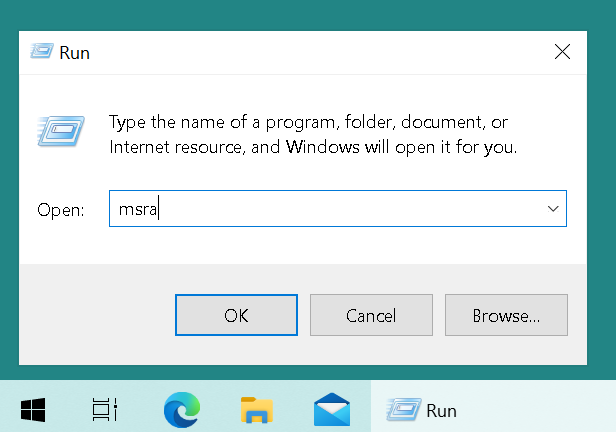 Run
Type the name of a program, folder, document, or
Internet resource, and Windows will open it for you.
Open: msra
OK Cancel Browse...
Run